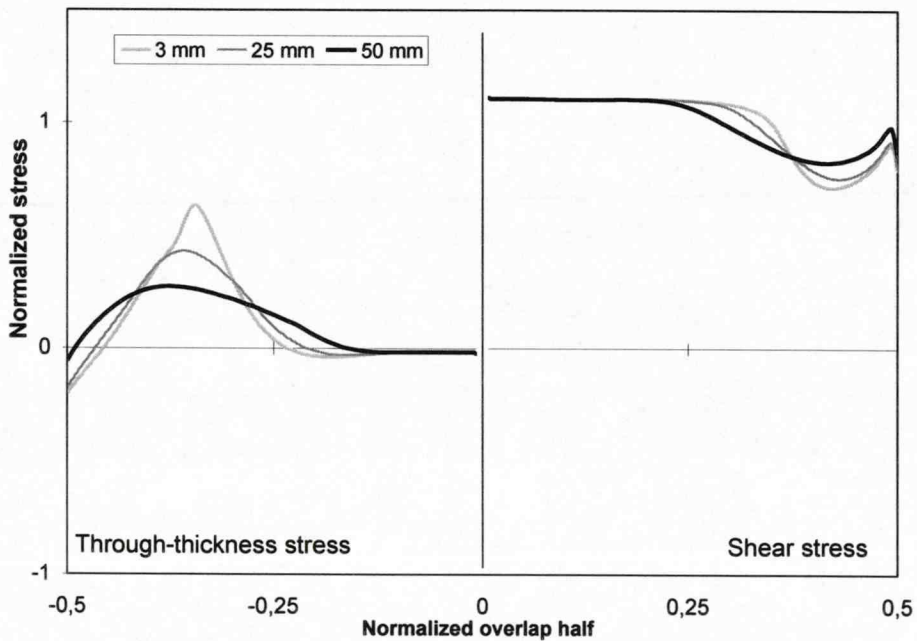 3 mm 25 mm 50 mm
Normalized stress
1
0
-1
Through-thickness stress
Shear stress
-0,5 -0,25 0 0,25 0,5
Normalized overlap half